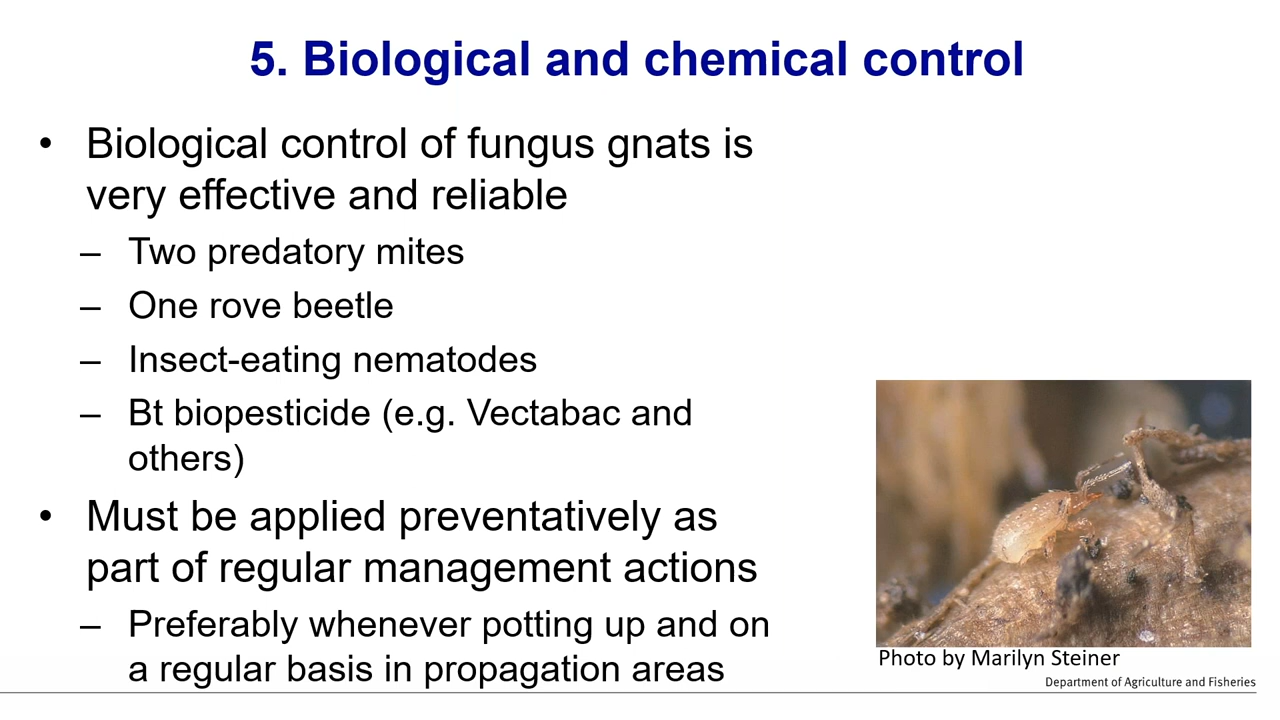 5. Biological and chemical control
• Biological control of fungus gnats is
very effective and reliable
– Two predatory mites
– One rove beetle
– Insect-eating nematodes
– Bt biopesticide (e.g. Vectabac and
others)
• Must be applied preventatively as
part of regular management actions
– Preferably whenever potting up and on
a regular basis in propagation areas
Photo by Marilyn Steiner
Department of Agriculture and Fisheries